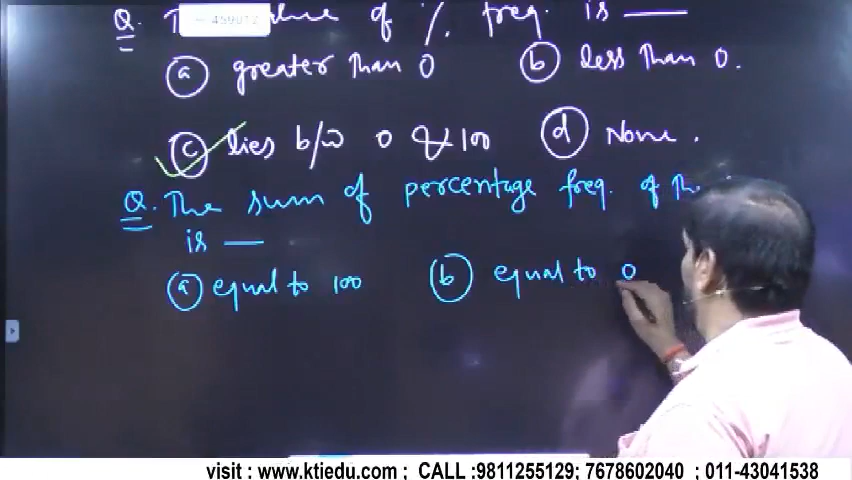 Q. value of % freq. is ___
459012
(a) greater than 0 (b) less than 0.
(c) lies b/w 0 & 100 (d) None.
Q. The sum of percentage freq. of th
is ___
(a) equal to 100 (b) equal to 0
visit : www.ktiedu.com ; CALL :9811255129; 7678602040 ; 011-43041538